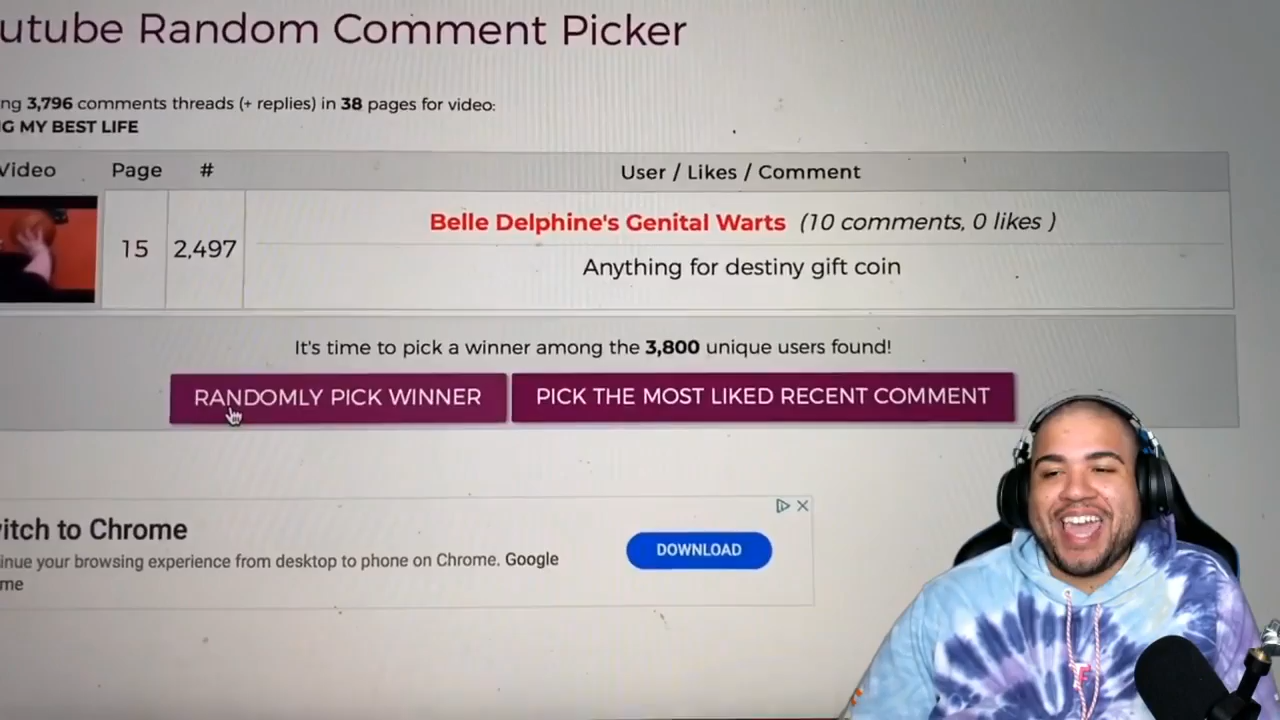 utube Random Comment Picker
ng 3,796 comments threads (+ replies) in 38 pages for video:
G MY BEST LIFE
Video Page # User / Likes / Comment
15 2,497 Belle Delphine's Genital Warts (10 comments, 0 likes )
Anything for destiny gift coin
It's time to pick a winner among the 3,800 unique users found!
RANDOMLY PICK WINNER PICK THE MOST LIKED RECENT COMMENT
itch to Chrome
inue your browsing experience from desktop to phone on Chrome. Google
me
DOWNLOAD